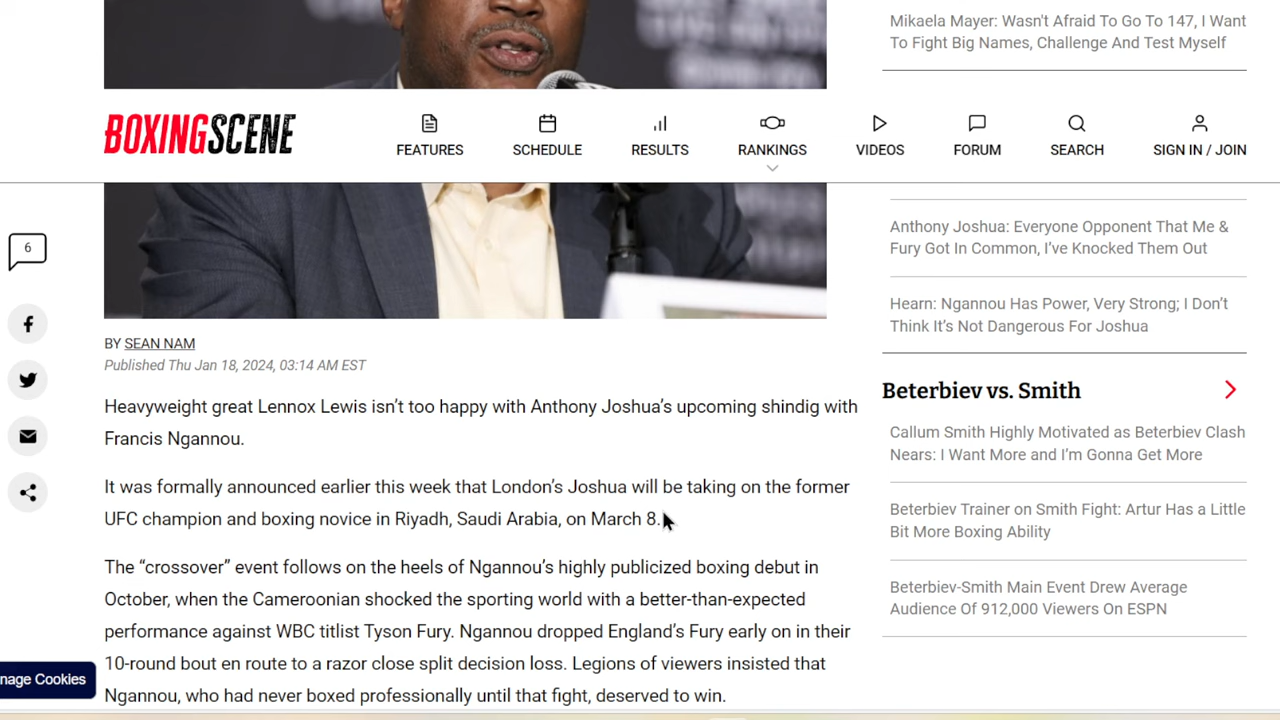 Mikaela Mayer: Wasn't Afraid To Go To 147, I Want
To Fight Big Names, Challenge And Test Myself
BOXINGSCENE
FEATURES
SCHEDULE
RESULTS
RANKINGS
VIDEOS
FORUM
SEARCH
SIGN IN / JOIN
6
Anthony Joshua: Everyone Opponent That Me &
Fury Got In Common, I've Knocked Them Out
Hearn: Ngannou Has Power, Very Strong; I Don't
Think It's Not Dangerous For Joshua
BY SEAN NAM
Published Thu Jan 18, 2024, 03:14 AM EST
Heavyweight great Lennox Lewis isn't too happy with Anthony Joshua's upcoming shindig with
Francis Ngannou.
It was formally announced earlier this week that London's Joshua will be taking on the former
UFC champion and boxing novice in Riyadh, Saudi Arabia, on March 8.
The “crossover” event follows on the heels of Ngannou's highly publicized boxing debut in
October, when the Cameroonian shocked the sporting world with a better-than-expected
performance against WBC titlist Tyson Fury. Ngannou dropped England's Fury early on in their
10-round bout en route to a razor close split decision loss. Legions of viewers insisted that
Ngannou, who had never boxed professionally until that fight, deserved to win.
Beterbiev vs. Smith
Callum Smith Highly Motivated as Beterbiev Clash
Nears: I Want More and I'm Gonna Get More
Beterbiev Trainer on Smith Fight: Artur Has a Little
Bit More Boxing Ability
Beterbiev-Smith Main Event Drew Average
Audience Of 912,000 Viewers On ESPN
nage Cookies